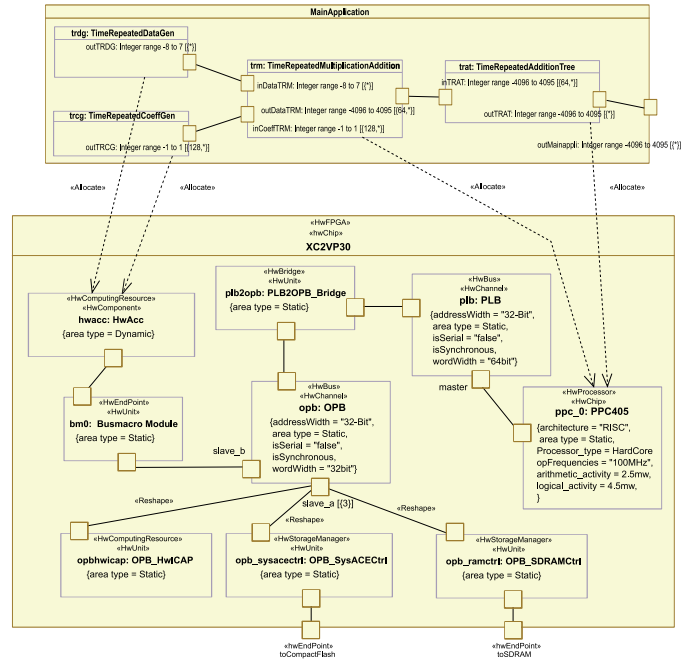 MainApplication
trdg: TimeRepeatedDataGen
outTRDG: Integer range -8 to 7 [{*}]
trm: TimeRepeatedMultiplicationAddition
inDataTRM: Integer range -8 to 7 [{*}]
outDataTRM: Integer range -4096 to 4095 [{64,*}]
inCoeffTRM: Integer range -1 to 1 [{128,*}]
trat: TimeRepeatedAdditionTree
inTRAT: Integer range -4096 to 4095 [{64,*}]
outTRAT: Integer range -4096 to 4095 [{*}]
trcg: TimeRepeatedCoeffGen
outTRCG: Integer range -1 to 1 [{128,*}]
outMainappli: Integer range -4096 to 4095 [{*}]
«Allocate»
«Allocate»
«Allocate»
«Allocate»
«HwFPGA»
«hwChip»
XC2VP30
«HwComputingResource»
«HwComponent»
hwacc: HwAcc
{area type = Dynamic}
«HwBridge»
«HwUnit»
plb2opb: PLB2OPB_Bridge
{area type = Static}
«HwBus»
«HwChannel»
plb: PLB
{addressWidth = "32-Bit",
area type = Static,
isSerial = "false",
isSynchronous,
wordWidth = "64bit"}
master
«HwEndPoint»
«HwUnit»
bm0: Busmacro Module
{area type = Static}
«HwBus»
«HwChannel»
opb: OPB
{addressWidth = "32-Bit",
area type = Static,
isSerial = "false",
isSynchronous,
wordWidth = "32bit"}
slave_b
slave_a [{3}]
«HwProcessor»
«HwChip»
ppc_0: PPC405
{architecture = "RISC",
area type = Static,
Processor_type = HardCore
opFrequencies = "100MHz",
arithmetic_activity = 2.5mw,
logical_activity = 4.5mw,
}
«Reshape»
«Reshape»
«Reshape»
«HwComputingResource»
«HwUnit»
opbhwicap: OPB_HwICAP
{area type = Static}
«HwStorageManager»
«HwUnit»
opb_sysacectrl: OPB_SysACECtrl
{area type = Static}
«HwStorageManager»
«HwUnit»
opb_ramctrl: OPB_SDRAMCtrl
{area type = Static}
«hwEndPoint»
toCompactFlash
«hwEndPoint»
toSDRAM